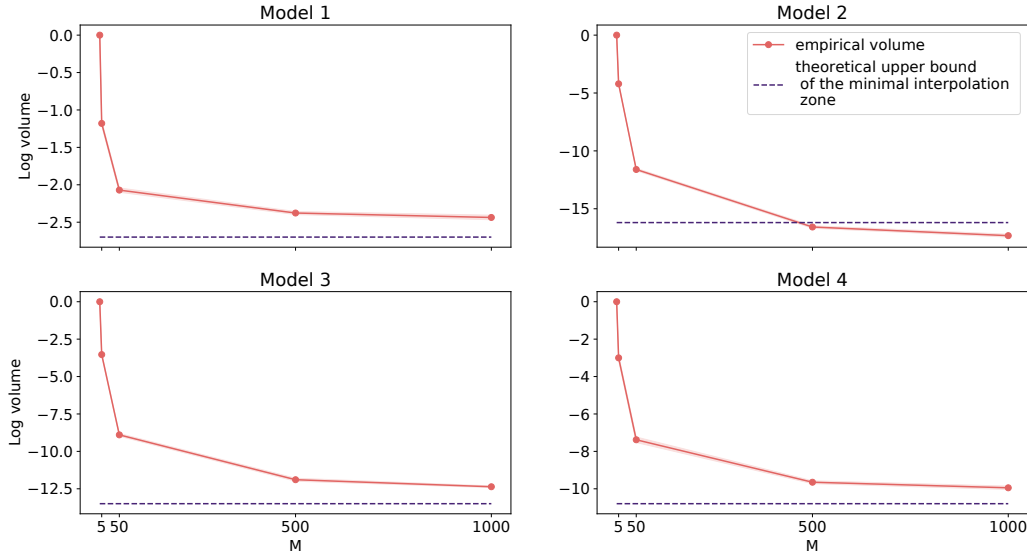 Model 1
0.0
−0.5
−1.0
−1.5
−2.0
−2.5
Log volume
Model 2
0
−5
−10
−15
empirical volume
theoretical upper bound
of the minimal interpolation
zone
Model 3
0.0
−2.5
−5.0
−7.5
−10.0
−12.5
Log volume
5 50 500 1000
M
Model 4
0
−2
−4
−6
−8
−10
5 50 500 1000
M